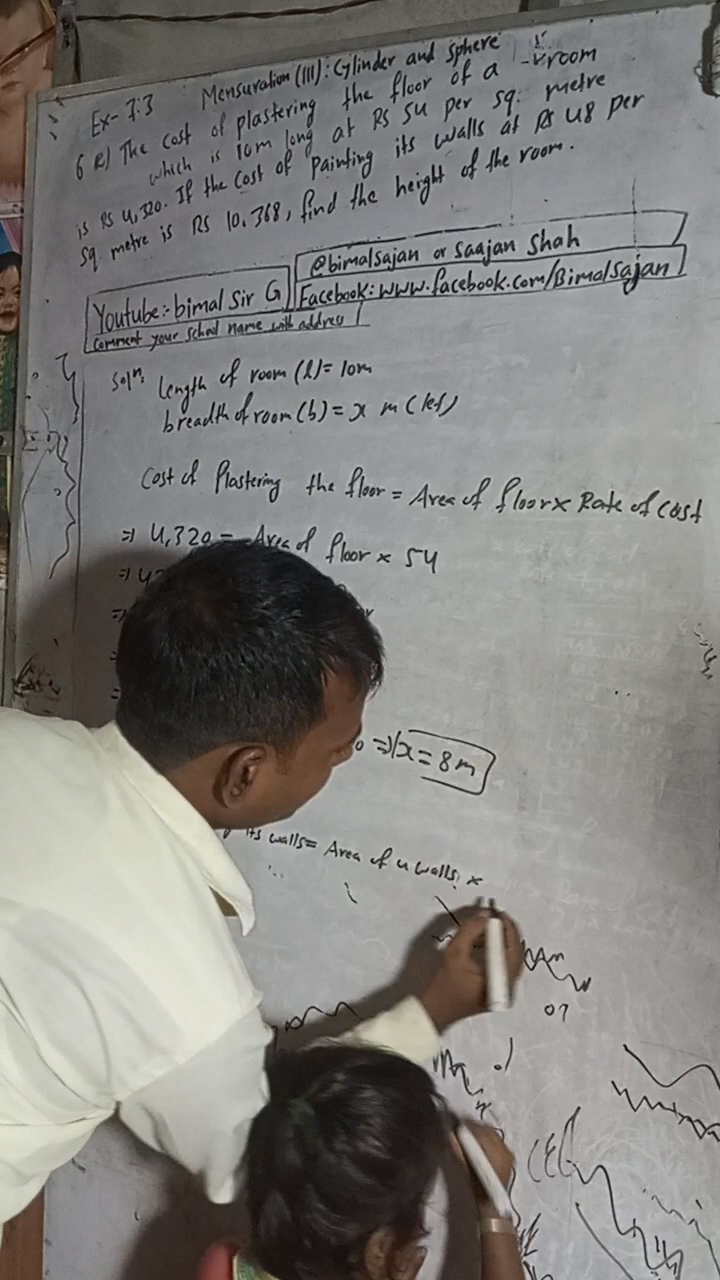 Ex- 7.3 Mensuration (III): Cylinder and sphere
6 e) The cost of plastering the floor of a room
which is 10m long at Rs 54 per sq. metre
is Rs 4,320. If the cost of painting its walls at Rs 48 per
sq. metre is Rs 10,368, find the height of the room.
@bimalsajan or Saajan Shah
Youtube:- bimal Sir G
Facebook: www.facebook.com/Bimalsajan
Comment your school name with address
Soln: Length of room (l) = 10m
breadth of room (b) = x m (let)
Cost of Plastering the floor = Area of floor x Rate of cost
=> 4,320 = Area of floor x 54
=> x = 8m
its walls = Area of 4 walls x